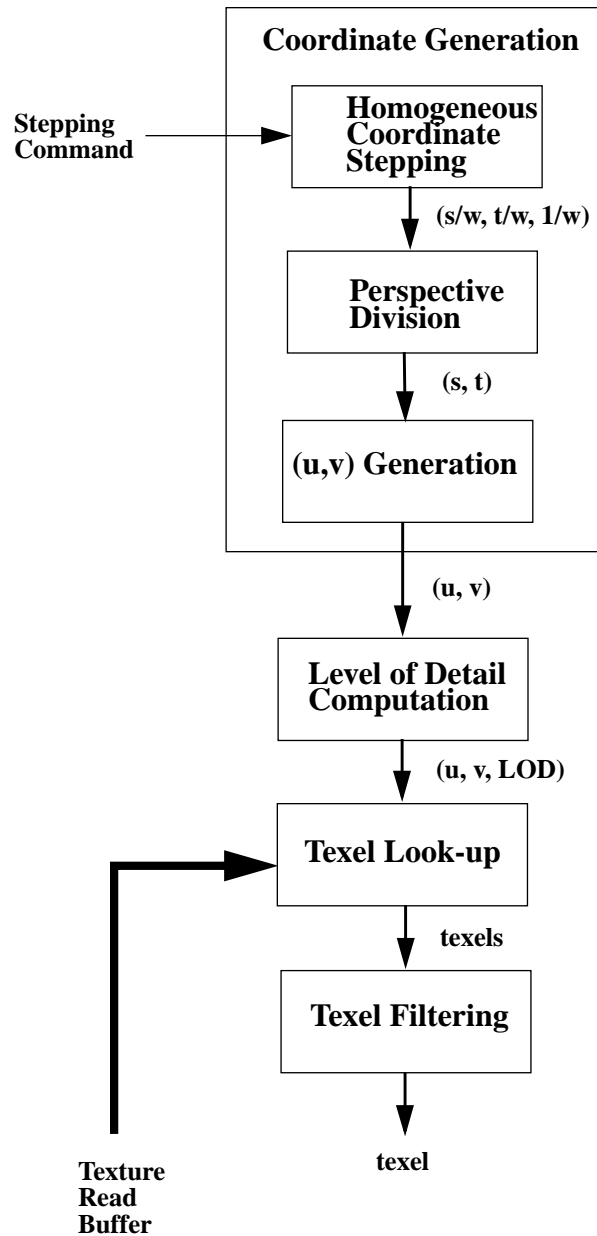 Coordinate Generation
Homogeneous
Coordinate
Stepping
Stepping
Command
(s/w, t/w, 1/w)
Perspective
Division
(s, t)
(u,v) Generation
(u, v)
Level of Detail
Computation
(u, v, LOD)
Texel Look-up
texels
Texel Filtering
texel
Texture
Read
Buffer